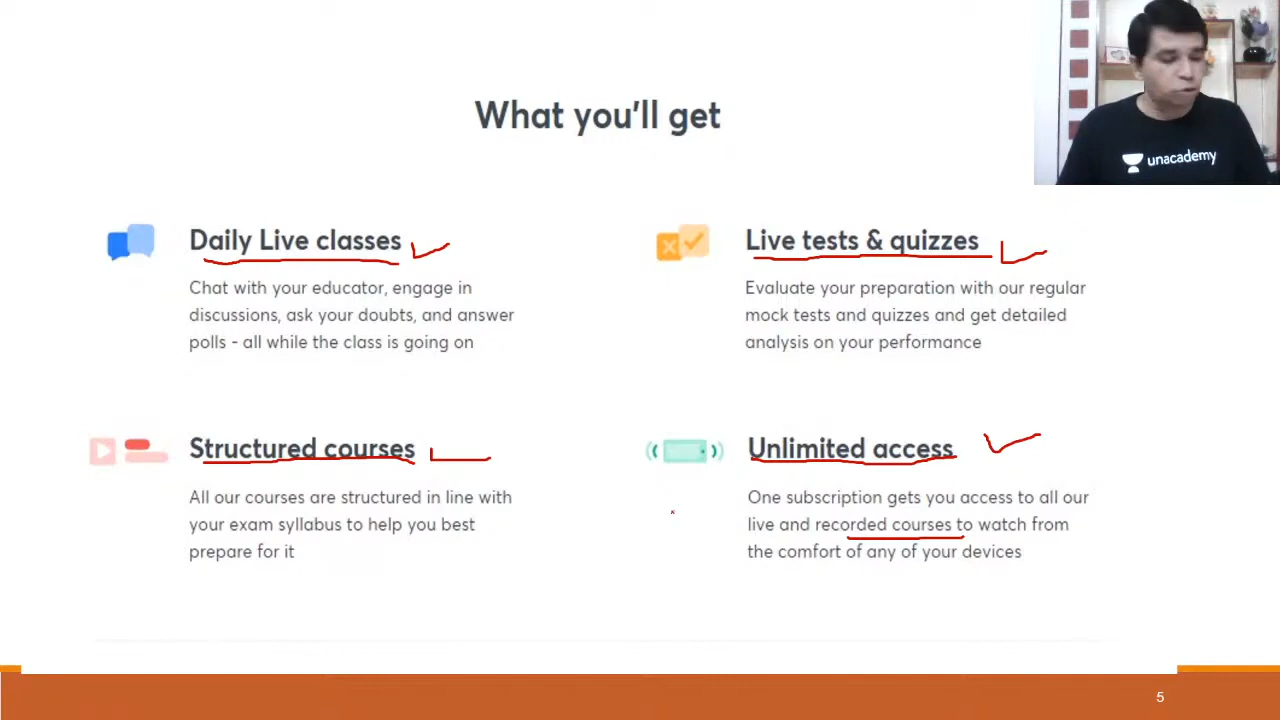 What you'll get
unacademy
Daily Live classes
Chat with your educator, engage in
discussions, ask your doubts, and answer
polls - all while the class is going on
Live tests & quizzes
Evaluate your preparation with our regular
mock tests and quizzes and get detailed
analysis on your performance
Structured courses
All our courses are structured in line with
your exam syllabus to help you best
prepare for it
Unlimited access
One subscription gets you access to all our
live and recorded courses to watch from
the comfort of any of your devices
5